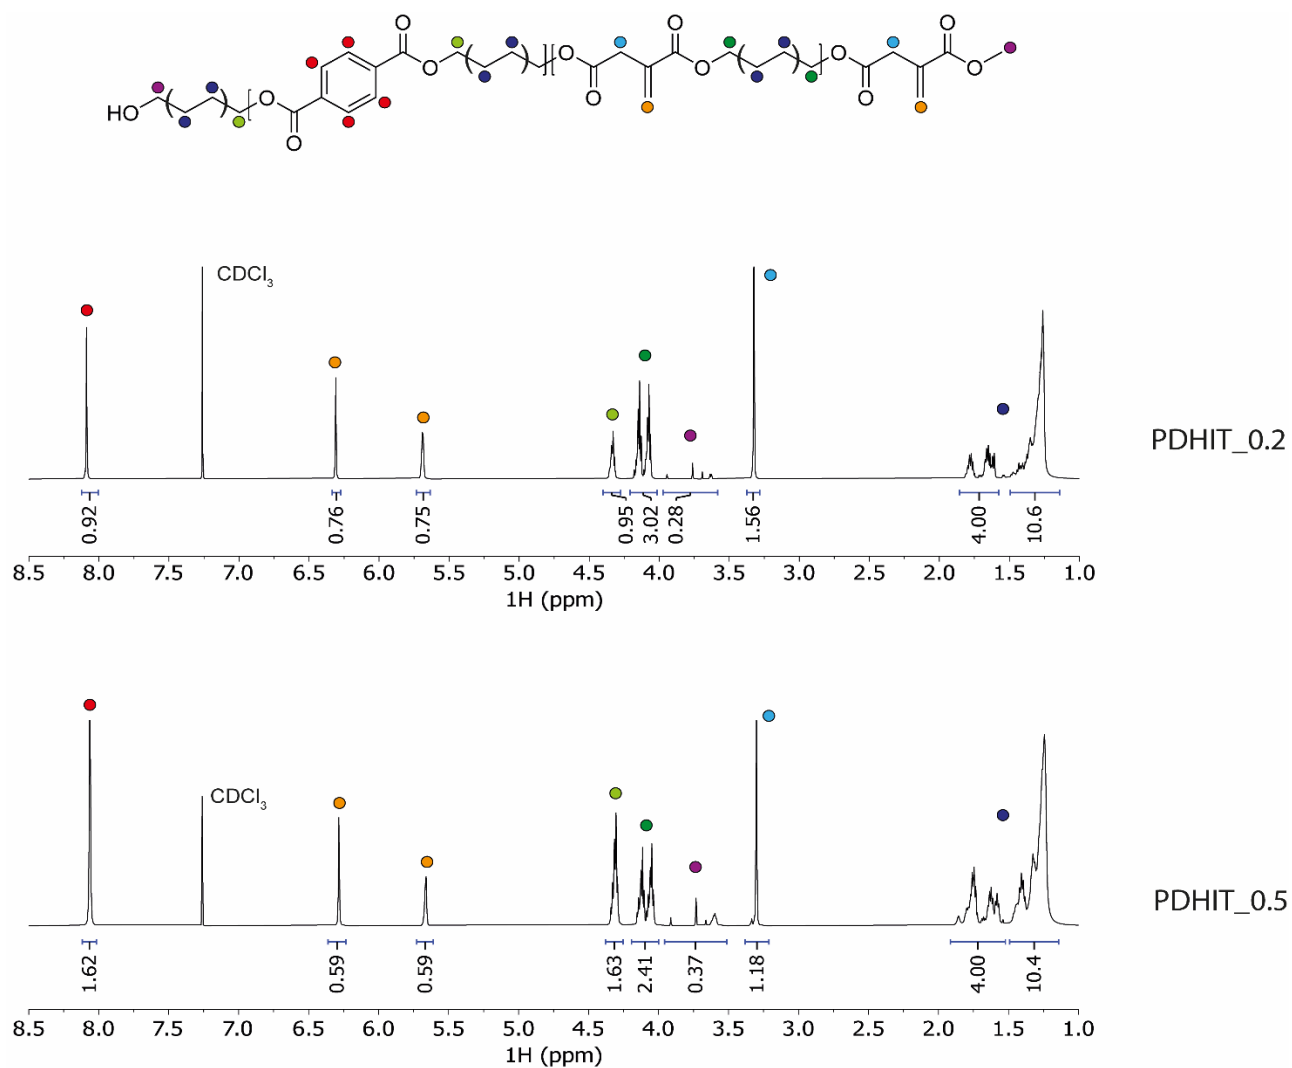 O
O
O
O
O
O
HO
O
O
O
O
O
O
O
O
CDCl₃
PDHIT_0.2
0.92
0.76
0.75
0.95
3.02
0.28
1.56
4.00
10.6
8.5 8.0 7.5 7.0 6.5 6.0 5.5 5.0 4.5 4.0 3.5 3.0 2.5 2.0 1.5 1.0
1H (ppm)
CDCl₃
PDHIT_0.5
1.62
0.59
0.59
1.63
2.41
0.37
1.18
4.00
10.4
8.5 8.0 7.5 7.0 6.5 6.0 5.5 5.0 4.5 4.0 3.5 3.0 2.5 2.0 1.5 1.0
1H (ppm)